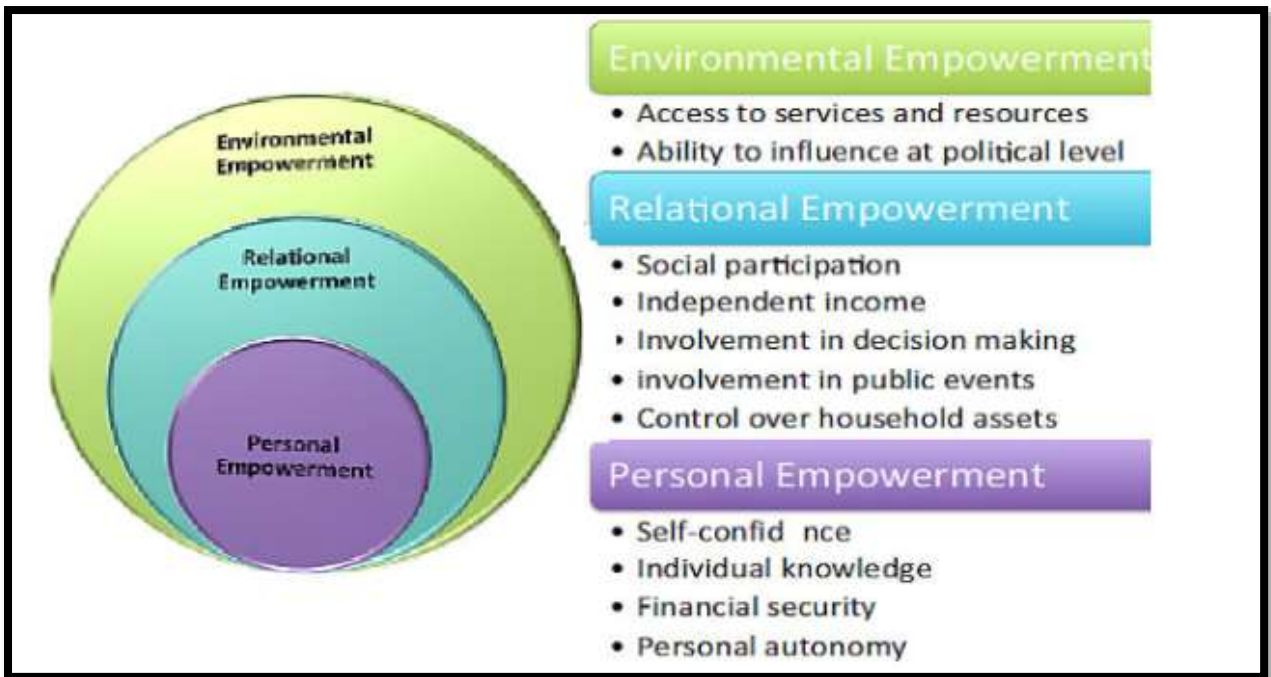 Environmental
Empowerment
Relational
Empowerment
Personal
Empowerment
Environmental Empowerment
• Access to services and resources
• Ability to influence at political level
Relational Empowerment
• Social participation
• Independent income
• Involvement in decision making
• involvement in public events
• Control over household assets
Personal Empowerment
• Self-confid nce
• Individual knowledge
• Financial security
• Personal autonomy